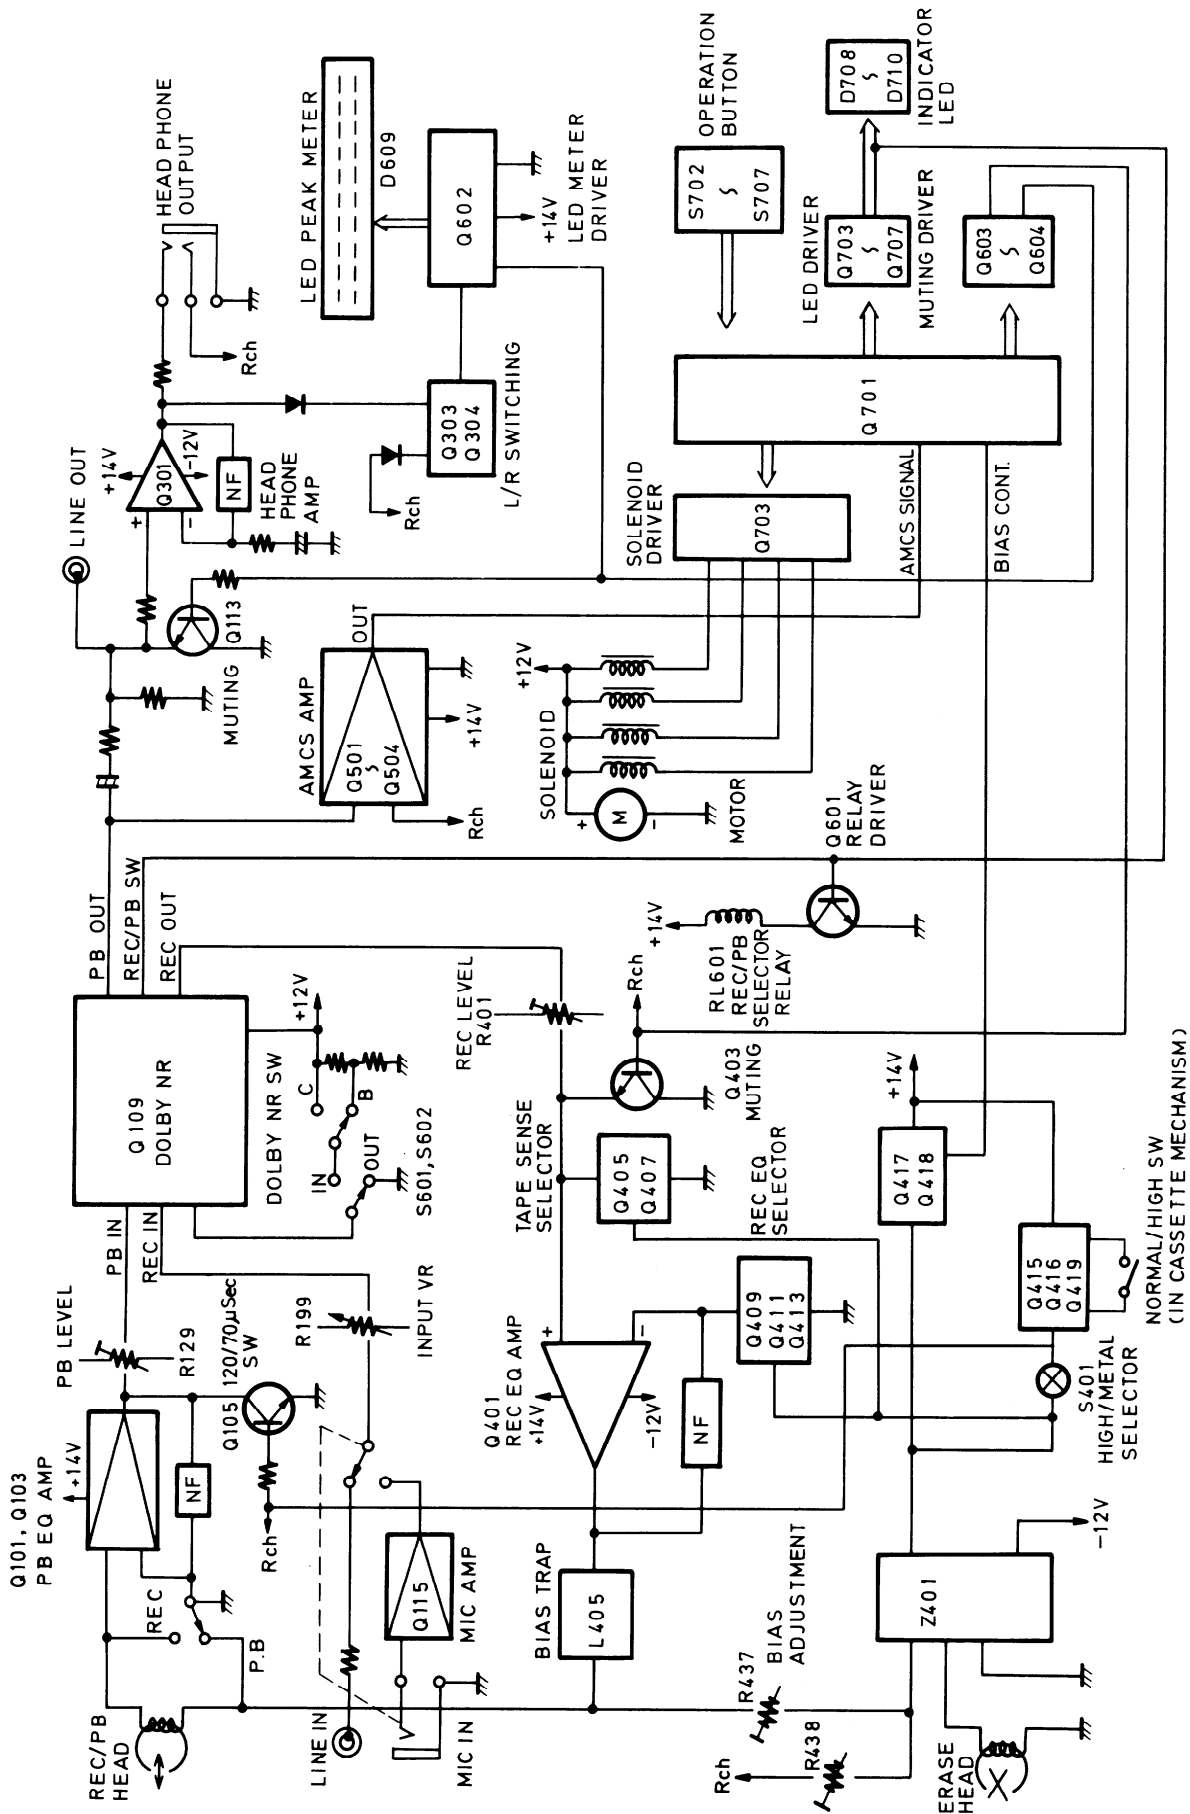 REC/PB
HEAD
Q101, Q103
PB EQ AMP
+14V
NF
REC
P.B
PB LEVEL
R129
Q105 120/70µSec
SW
Rch
LINE IN
MIC IN
Q115
MIC AMP
R199
INPUT VR
PB IN
REC IN
Q109
DOLBY NR
DOLBY NR SW
IN
OUT
C
B
S601,S602
+12V
PB OUT
REC/PB SW
REC OUT
LINE OUT
MUTING
Q113
+
-
Q301
+14V
-12V
NF
HEAD
PHONE
AMP
HEAD PHONE
OUTPUT
Rch
LED PEAK METER
D609
Q602
+14V
LED METER
DRIVER
Q303
Q304
L/R SWITCHING
Rch
AMCS AMP
Q501
∫
Q504
OUT
+14V
Rch
SOLENOID
+12V
+
M
-
MOTOR
SOLENOID
DRIVER
Q703
AMCS SIGNAL
BIAS CONT.
Q701
OPERATION
BUTTON
S702
∫
S707
LED DRIVER
Q703
∫
Q707
D708
∫
D710
INDICATOR
LED
MUTING DRIVER
Q603
∫
Q604
Q601
RELAY
DRIVER
+14V
RL601
REC/PB
SELECTOR
RELAY
REC LEVEL
R401
Rch
Q403
MUTING
TAPE SENSE
SELECTOR
Q405
Q407
REC EQ
SELECTOR
Q409
Q411
Q413
Q401
REC EQ AMP
+14V
+
-
-12V
NF
BIAS TRAP
L405
R437
BIAS
ADJUSTMENT
R438
Rch
ERASE
HEAD
Z401
-12V
Q417
Q418
+14V
Q415
Q416
Q419
S401
HIGH/METAL
SELECTOR
NORMAL/HIGH SW
(IN CASSETTE MECHANISM)